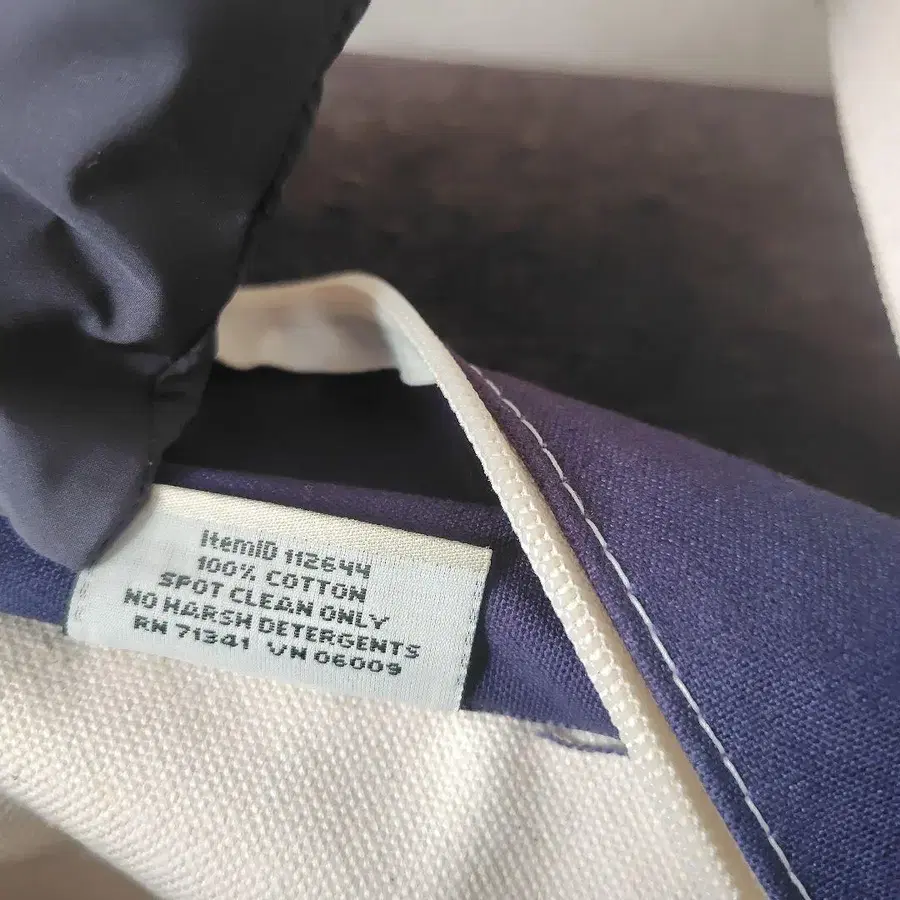 ItemID 112644
100% COTTON
SPOT CLEAN ONLY
NO HARSH DETERGENTS
RN 71341 VN 06009